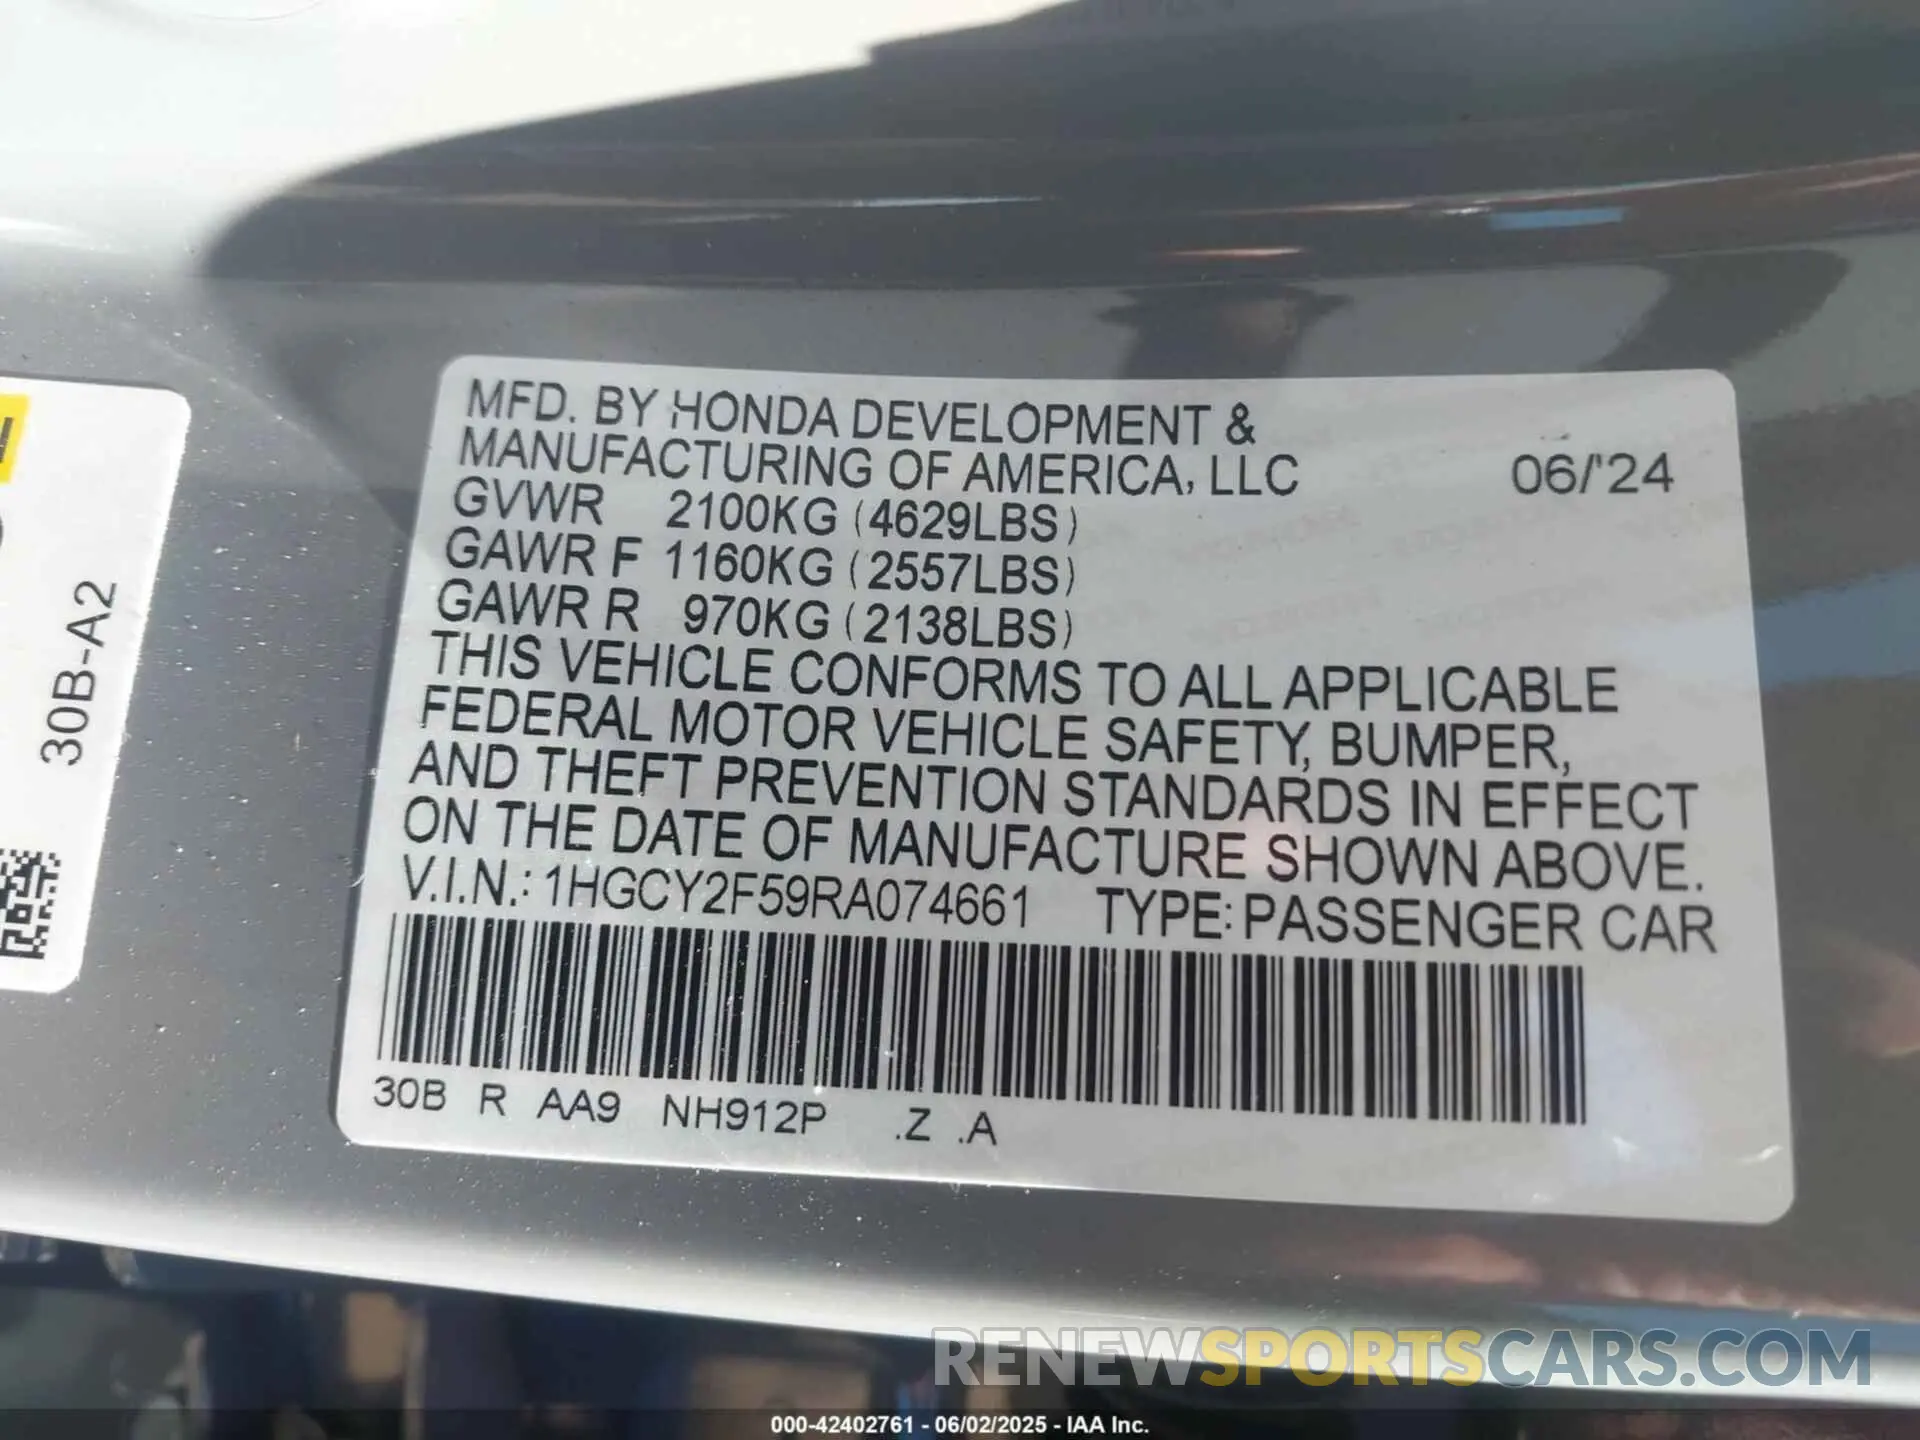 MFD. BY HONDA DEVELOPMENT &
MANUFACTURING OF AMERICA, LLC 06/'24
GVWR 2100KG (4629LBS)
GAWR F 1160KG (2557LBS)
GAWR R 970KG (2138LBS)
THIS VEHICLE CONFORMS TO ALL APPLICABLE
FEDERAL MOTOR VEHICLE SAFETY, BUMPER,
AND THEFT PREVENTION STANDARDS IN EFFECT
ON THE DATE OF MANUFACTURE SHOWN ABOVE.
V.I.N.: 1HGCY2F59RA074661 TYPE: PASSENGER CAR
30B R AA9 NH912P .Z .A
30B-A2
RENEWSPORTSCARS.COM
000-42402761 - 06/02/2025 - IAA Inc.